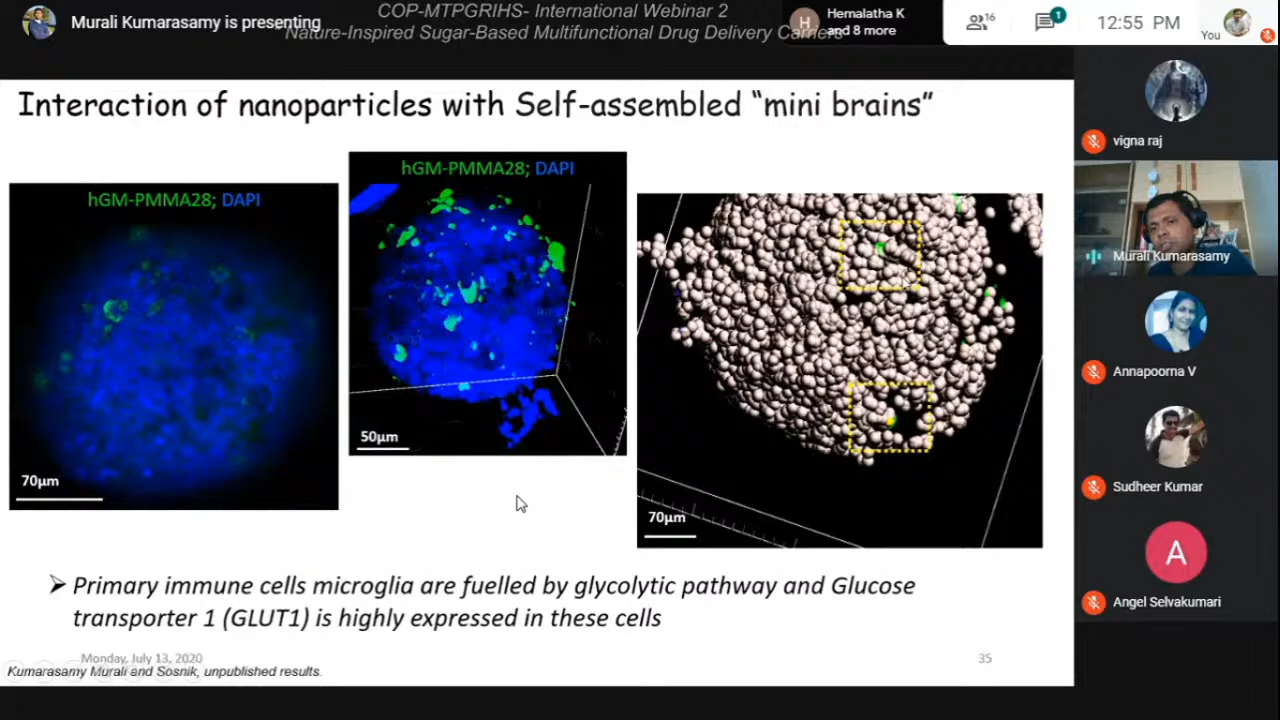 COP-MTPGRIHS- International Webinar 2
Murali Kumarasamy is presenting
"Nature-Inspired Sugar-Based Multifunctional Drug Delivery Carriers
H
Hemalatha K
and 8 more
16
1
12:55 PM
You
Interaction of nanoparticles with Self-assembled “mini brains”
hGM-PMMA28; DAPI
70µm
hGM-PMMA28; DAPI
50µm
70µm
➢ Primary immune cells microglia are fuelled by glycolytic pathway and Glucose
transporter 1 (GLUT1) is highly expressed in these cells
Monday, July 13, 2020
35
Kumarasamy Murali and Sosnik, unpublished results.
vigna raj
Murali Kumarasamy
Annapoorna V
Sudheer Kumar
A
Angel Selvakumari